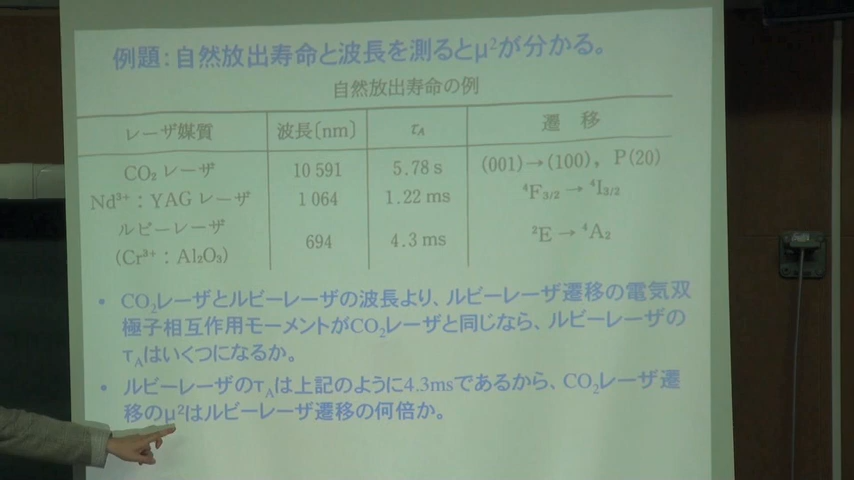 例題：自然放出寿命と波長を測るとμ²が分かる。
自然放出寿命の例
レーザ媒質 波長〔nm〕 τA 遷 移
CO₂ レーザ 10 591 5.78 s (001)→(100)，P(20)
Nd³⁺：YAG レーザ 1 064 1.22 ms ⁴F₃/₂ → ⁴I₃/₂
ルビーレーザ
(Cr³⁺：Al₂O₃) 694 4.3 ms ²E → ⁴A₂
• CO₂レーザとルビーレーザの波長より、ルビーレーザ遷移の電気双
極子相互作用モーメントがCO₂レーザと同じなら、ルビーレーザの
τAはいくつになるか。
• ルビーレーザのτAは上記のように4.3msであるから、CO₂レーザ遷
移のμ²はルビーレーザ遷移の何倍か。